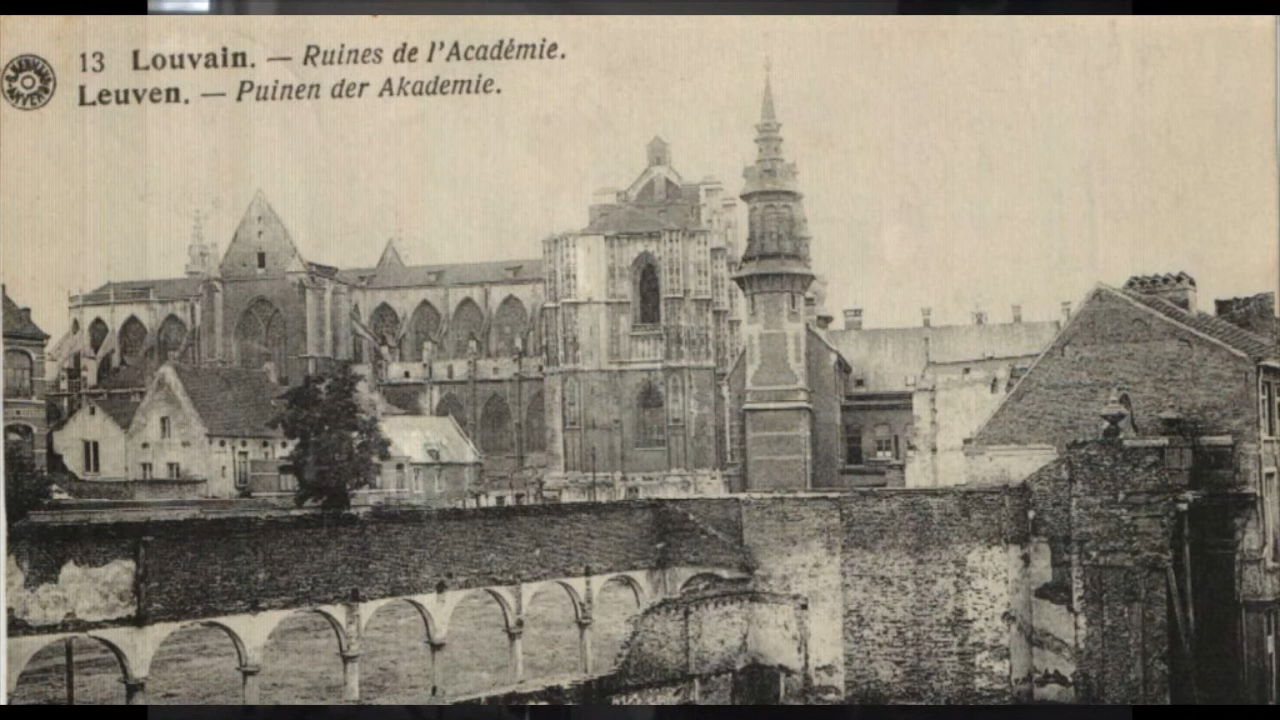 13 Louvain. — Ruines de l'Académie.
Leuven. — Puinen der Akademie.